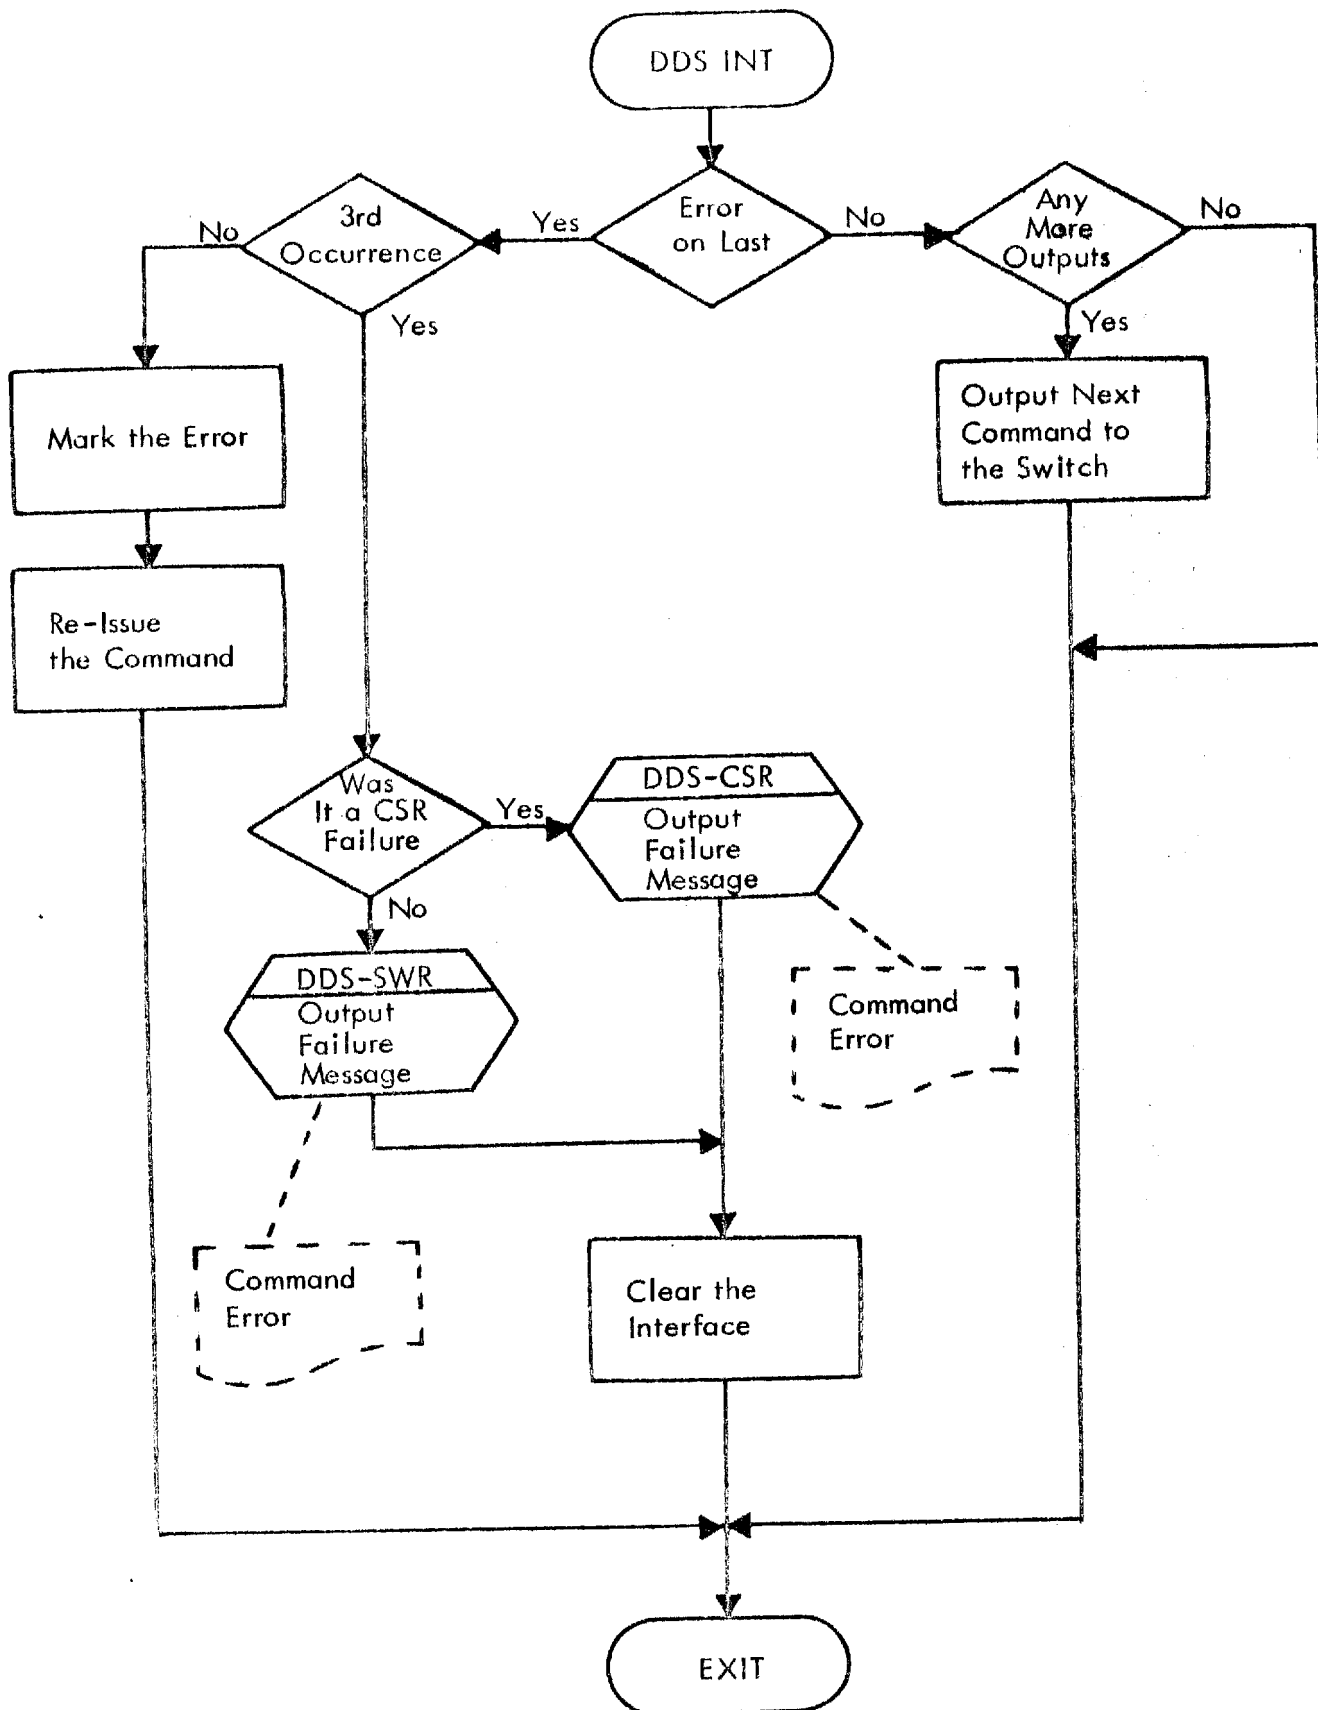 DDS INT
3rd
Occurrence
No
Yes
Error
on Last
Yes
No
Any
More
Outputs
No
Yes
Mark the Error
Output Next
Command to
the Switch
Re-Issue
the Command
Was
It a CSR
Failure
Yes
No
DDS-CSR
Output
Failure
Message
DDS-SWR
Output
Failure
Message
Command
Error
Command
Error
Clear the
Interface
EXIT